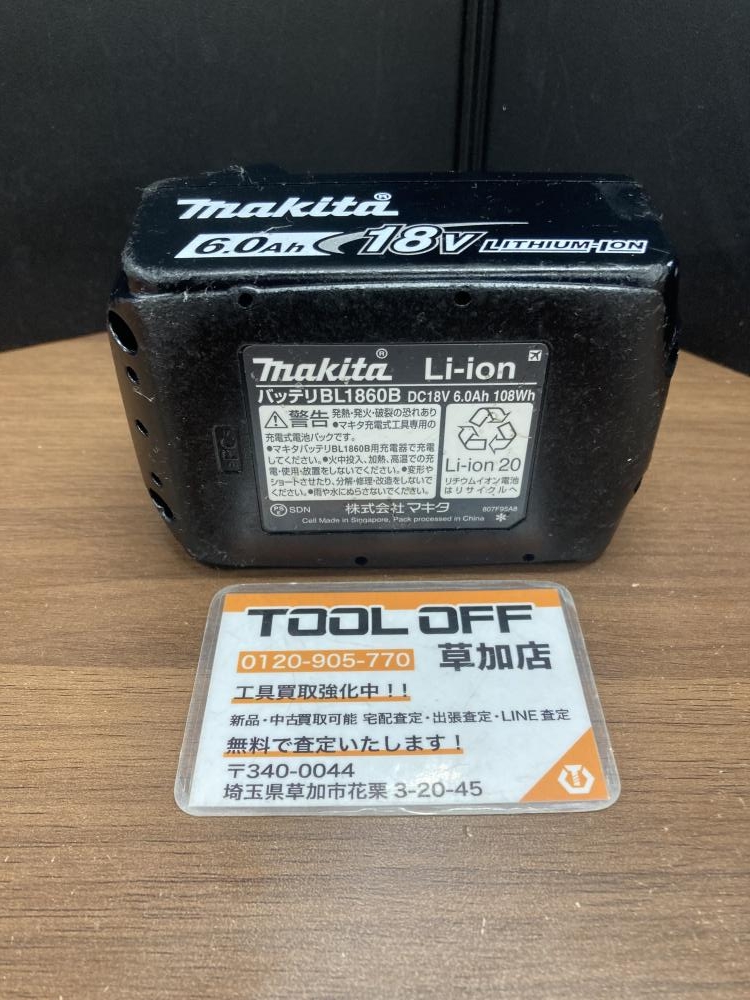 makita®
6.0Ah 18V LITHIUM-ION
makita® Li-ion
バッテリBL1860B DC18V 6.0Ah 108Wh
警告 発熱・発火・破裂の恐れあり
●マキタ充電式工具専用の
充電式電池パックです。
●マキタバッテリBL1860B用充電器で充電
してください。●火中投入、加熱、高温での充
電・使用・放置をしないでください。●変形や
ショートさせたり、分解・修理・改造をしないで
ください。●雨や水にぬらさないでください。
Li-ion 20
リチウムイオン電池
はリサイクルへ
PSE SDN 株式会社マキタ 807F95A8
Cell Made in Singapore, Pack processed in China *
TOOL OFF
0120-905-770 草加店
工具買取強化中！！
新品・中古買取可能 宅配査定・出張査定・LINE査定
無料で査定いたします！
〒340-0044
埼玉県草加市花栗 3-20-45